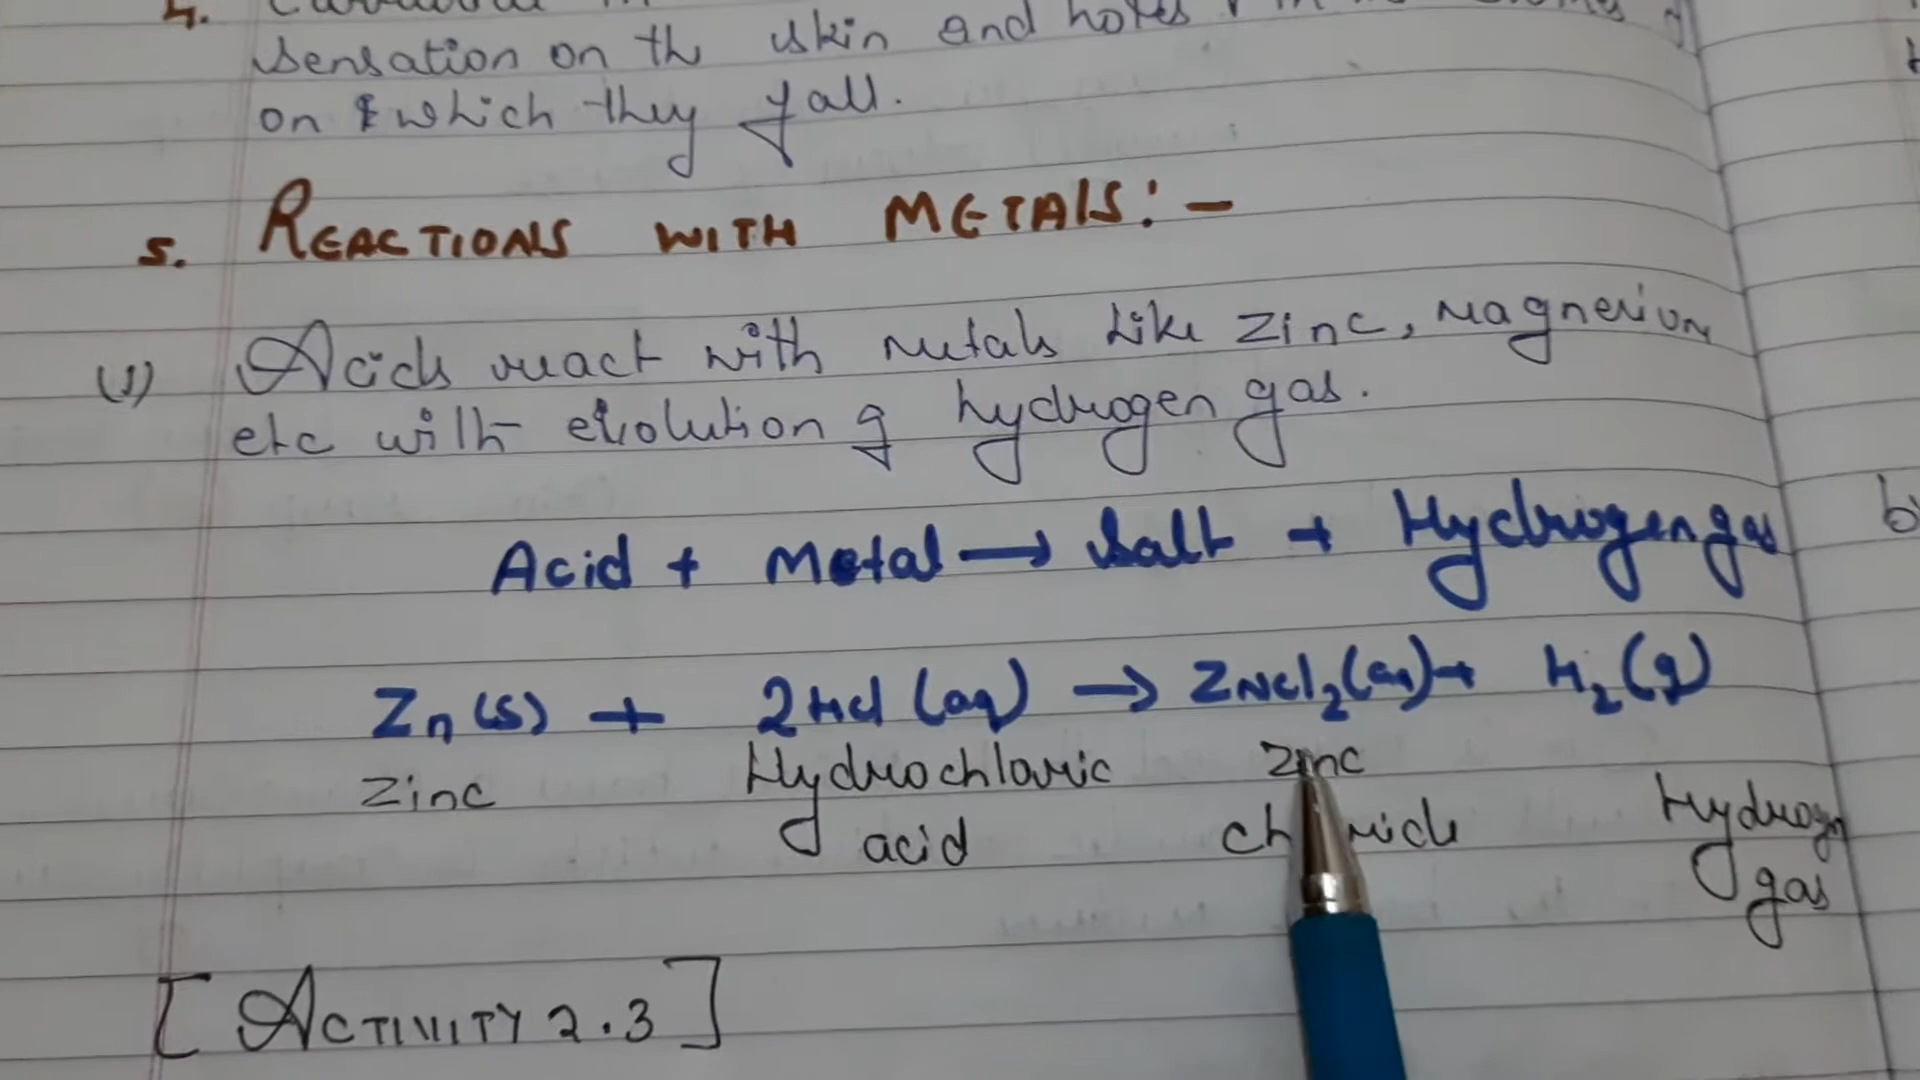 4.
sensation on th skin and holes
on which they fall.
5. REACTIONS WITH METALS:-
(1) Acids react with metals like zinc, magnesium
etc with evolution of hydrogen gas.
Acid + Metal → Salt + Hydrogen gas
Zn (s) + 2HCl (aq) → ZnCl₂ (aq) + H₂ (g)
Zinc Hydrochloric acid Zinc Hydrogen gas
[ACTIVITY 2.3]